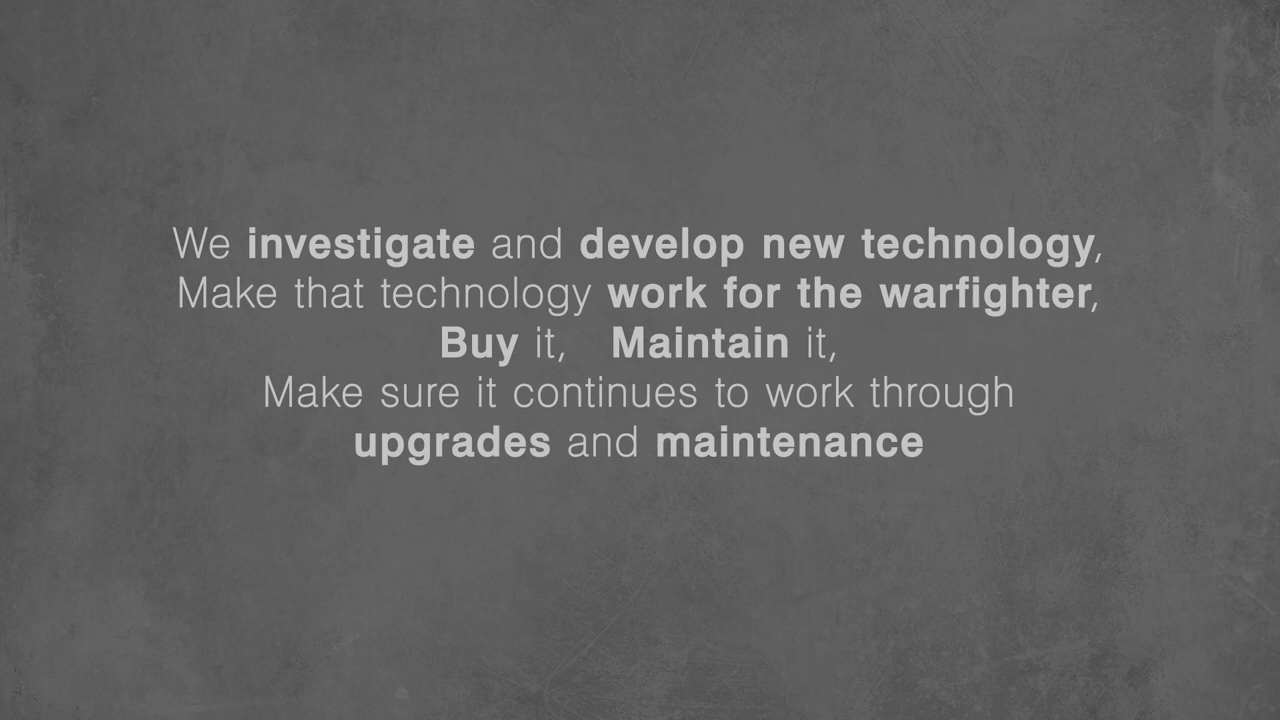 We investigate and develop new technology,
Make that technology work for the warfighter,
Buy it, Maintain it,
Make sure it continues to work through
upgrades and maintenance